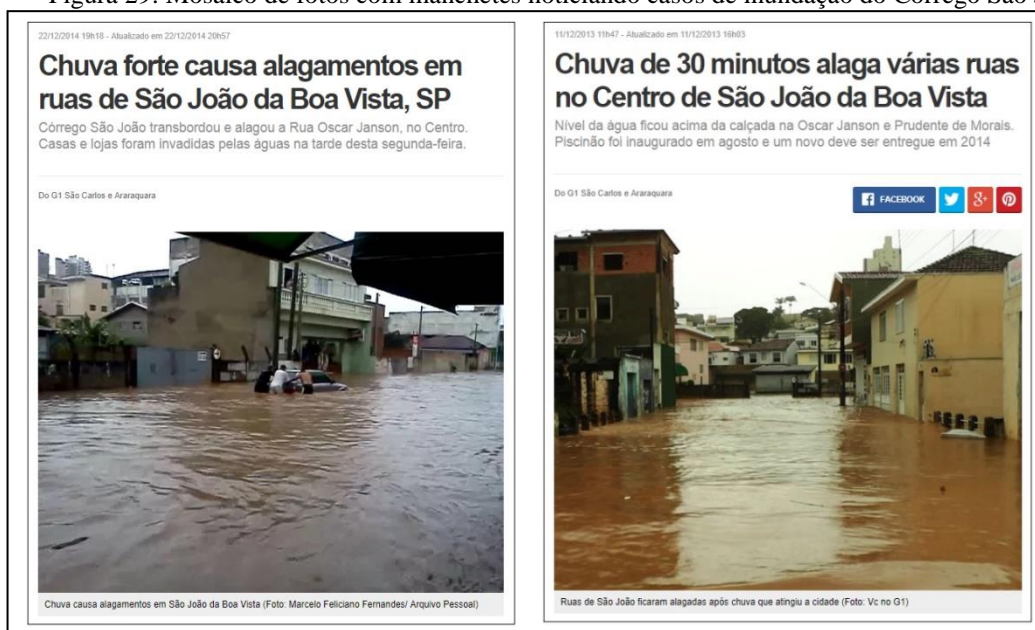 Figura 29: Mosaico de fotos com manchetes noticiando casos de inundação do Córrego São
22/12/2014 19h18 - Atualizado em 22/12/2014 20h57
Chuva forte causa alagamentos em
ruas de São João da Boa Vista, SP
Córrego São João transbordou e alagou a Rua Oscar Janson, no Centro.
Casas e lojas foram invadidas pelas águas na tarde desta segunda-feira.
Do G1 São Carlos e Araraquara
Chuva causa alagamentos em São João da Boa Vista (Foto: Marcelo Feliciano Fernandes/ Arquivo Pessoal)
11/12/2013 11h47 - Atualizado em 11/12/2013 16h03
Chuva de 30 minutos alaga várias ruas
no Centro de São João da Boa Vista
Nível da água ficou acima da calçada na Oscar Janson e Prudente de Morais.
Piscinão foi inaugurado em agosto e um novo deve ser entregue em 2014
Do G1 São Carlos e Araraquara
FACEBOOK
Ruas de São João ficaram alagadas após chuva que atingiu a cidade (Foto: Vc no G1)